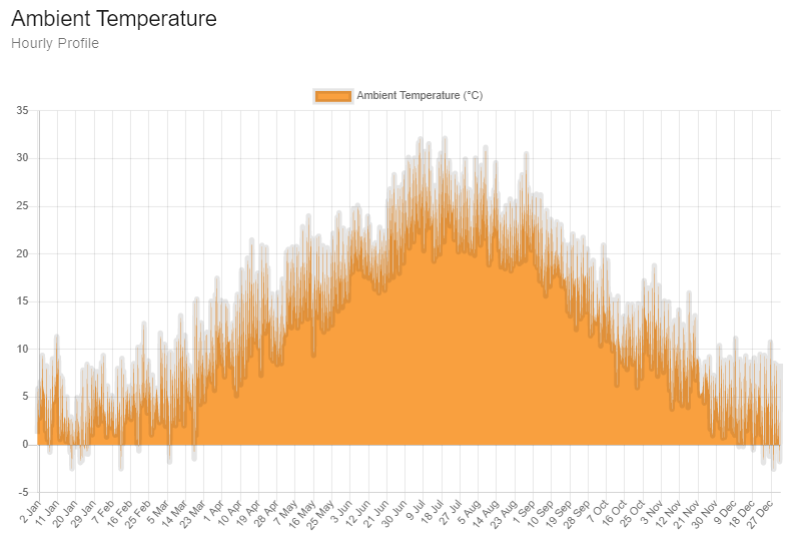 Ambient Temperature
Hourly Profile
Ambient Temperature (°C)
35
30
25
20
15
10
5
0
-5
2 Jan
11 Jan
20 Jan
29 Jan
7 Feb
16 Feb
25 Feb
5 Mar
14 Mar
23 Mar
1 Apr
10 Apr
19 Apr
28 Apr
7 May
16 May
25 May
3 Jun
12 Jun
21 Jun
30 Jun
9 Jul
18 Jul
27 Jul
5 Aug
14 Aug
23 Aug
1 Sep
10 Sep
19 Sep
28 Sep
7 Oct
16 Oct
25 Oct
3 Nov
12 Nov
21 Nov
30 Nov
9 Dec
18 Dec
27 Dec